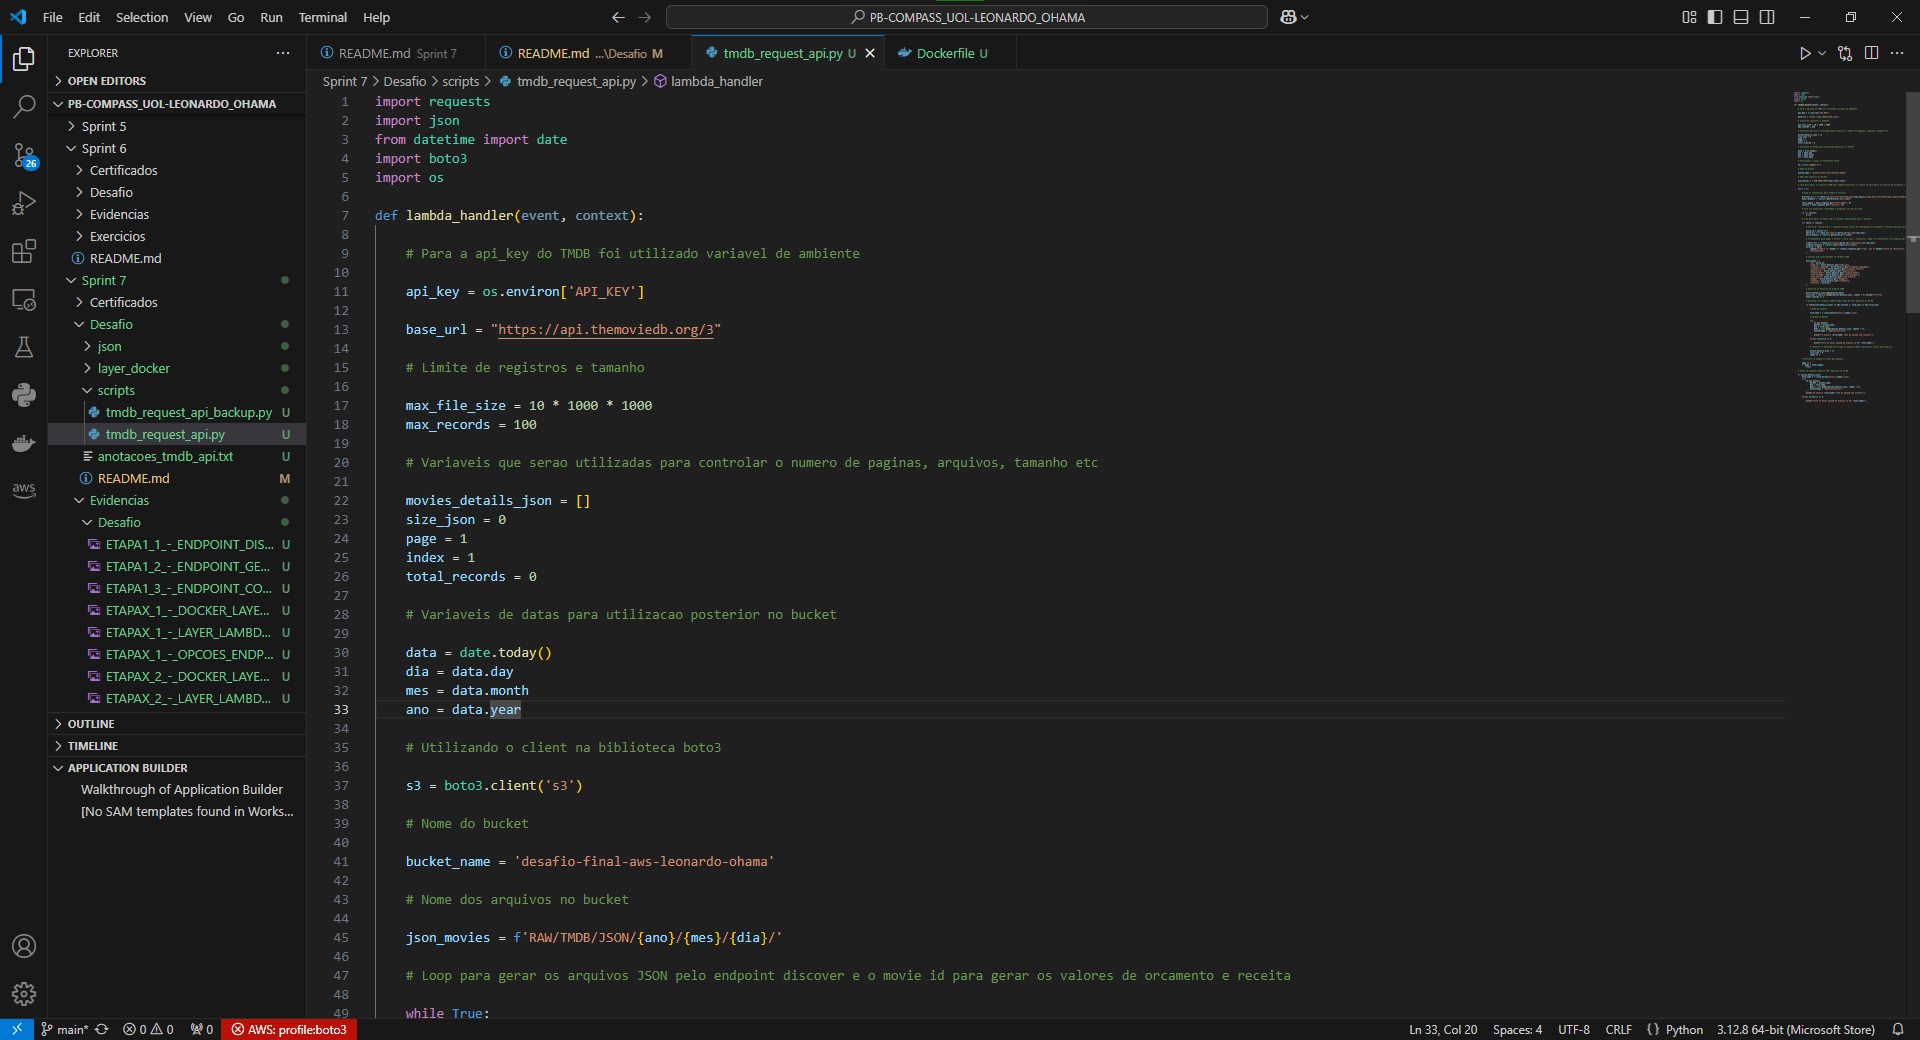 File Edit Selection View Go Run Terminal Help
PB-COMPASS_UOL-LEONARDO_OHAMA
EXPLORER
OPEN EDITORS
PB-COMPASS_UOL-LEONARDO_OHAMA
Sprint 5
Sprint 6
Certificados
Desafio
Evidencias
Exercicios
README.md
Sprint 7
Certificados
Desafio
json
layer_docker
scripts
tmdb_request_api_backup.py U
tmdb_request_api.py U
anotacoes_tmdb_api.txt U
README.md M
Evidencias
Desafio
ETAPA1_1_-_ENDPOINT_DIS... U
ETAPA1_2_-_ENDPOINT_GE... U
ETAPA1_3_-_ENDPOINT_CO... U
ETAPAX_1_-_DOCKER_LAYE... U
ETAPAX_1_-_LAYER_LAMBD... U
ETAPAX_1_-_OPCOES_ENDP... U
ETAPAX_2_-_DOCKER_LAYE... U
ETAPAX_2_-_LAYER_LAMBD... U
OUTLINE
TIMELINE
APPLICATION BUILDER
Walkthrough of Application Builder
[No SAM templates found in Works...
26
aws
README.md Sprint 7
README.md ...\Desafio M
tmdb_request_api.py U
Dockerfile U
Sprint 7 > Desafio > scripts > tmdb_request_api.py > lambda_handler
1 import requests
2 import json
3 from datetime import date
4 import boto3
5 import os
6
7 def lambda_handler(event, context):
8
9 # Para a api_key do TMDB foi utilizado variavel de ambiente
10
11 api_key = os.environ['API_KEY']
12
13 base_url = "https://api.themoviedb.org/3"
14
15 # Limite de registros e tamanho
16
17 max_file_size = 10 * 1000 * 1000
18 max_records = 100
19
20 # Variaveis que serao utilizadas para controlar o numero de paginas, arquivos, tamanho etc
21
22 movies_details_json = []
23 size_json = 0
24 page = 1
25 index = 1
26 total_records = 0
27
28 # Variaveis de datas para utilizacao posterior no bucket
29
30 data = date.today()
31 dia = data.day
32 mes = data.month
33 ano = data.year
34
35 # Utilizando o client na biblioteca boto3
36
37 s3 = boto3.client('s3')
38
39 # Nome do bucket
40
41 bucket_name = 'desafio-final-aws-leonardo-ohama'
42
43 # Nome dos arquivos no bucket
44
45 json_movies = f'RAW/TMDB/JSON/{ano}/{mes}/{dia}/'
46
47 # Loop para gerar os arquivos JSON pelo endpoint discover e o movie id para gerar os valores de orcamento e receita
48
49 while True:
main* 0 0 0 AWS: profile:boto3
Ln 33, Col 20 Spaces: 4 UTF-8 CRLF {} Python 3.12.8 64-bit (Microsoft Store)